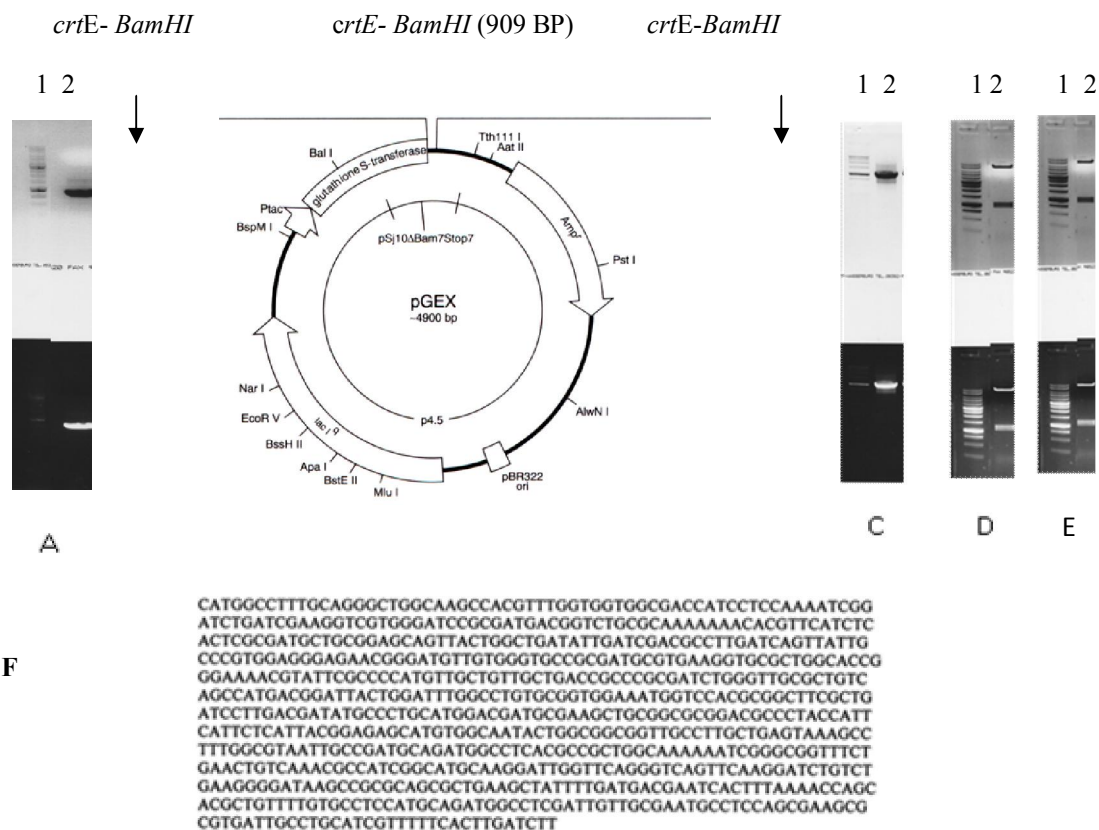 crtE- BamHI
crtE- BamHI (909 BP)
crtE-BamHI
1 2
1 2
1 2
1 2
Tth111 I
Aat II
Bal I
glutathione S-transferase
Ptac
BspM I
pSj10ΔBam7Stop7
Ampr
Pst I
pGEX
~4900 bp
Nar I
EcoR V
BssH II
Apa I
BstE II
Mlu I
lac Iq
p4.5
AlwN I
pBR322
ori
A
C
D
E
F
CATGGCCTTTGCAGGGCTGGCAAGCCACGTTTGGTGGTGGCGACCATCCTCCAAAATCGG
ATCTGATCGAAGGTCGTGGGATCCGCGATGACGGTCTGCGCAAAAAAACACGTTCATCTC
ACTCGCGATGCTGCGGAGCAGTTACTGGCTGATATTGATCGACGCCTTGATCAGTTATTG
CCCGTGGAGGGAGAACGGGATGTTGTGGGTGCCGCGATGCGTGAAGGTGCGCTGGCACCG
GGAAAACGTATTCGCCCCATGTTGCTGTTGCTGACCGCCCGCGATCTGGGTTGCGCTGTC
AGCCATGACGGATTACTGGATTTGGCCTGTGCGGTGGAAATGGTCCACGCGGCTTCGCTG
ATCCTTGACGATATGCCCTGCATGGACGATGCGAAGCTGCGGCGCGGACGCCCTACCATT
CATTCTCATTACGGAGAGCATGTGGCAATACTGGCGGCGGTTGCCTTGCTGAGTAAAGCC
TTTGGCGTAATTGCCGATGCAGATGGCCTCACGCCGCTGGCAAAAAATCGGGCGGTTTCT
GAACTGTCAAACGCCATCGGCATGCAAGGATTGGTTCAGGGTCAGTTCAAGGATCTGTCT
GAAGGGGATAAGCCGCGCAGCGCTGAAGCTATTTTGATGACGAATCACTTTAAAACCAGC
ACGCTGTTTTGTGCCTCCATGCAGATGGCCTCGATTGTTGCGAATGCCTCCAGCGAAGCG
CGTGATTGCCTGCATCGTTTTTCACTTGATCTT